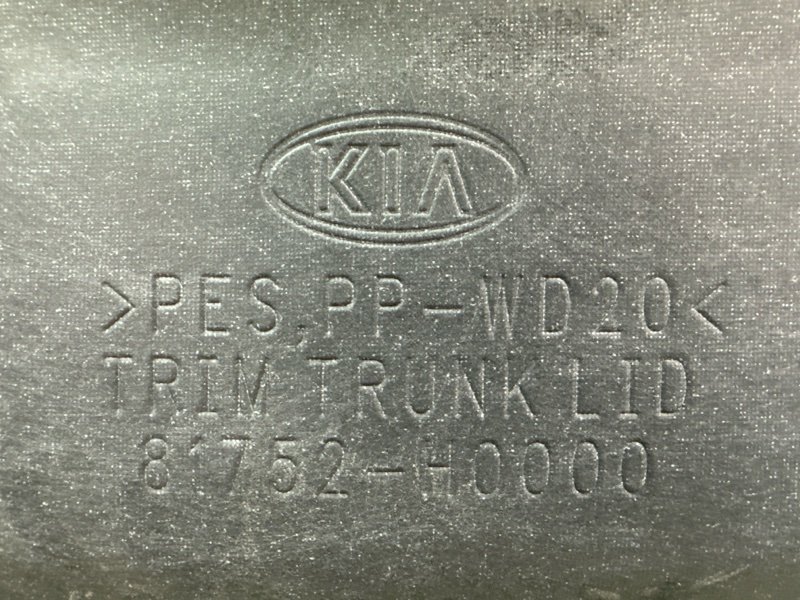 KIA
>PES,PP-WD20<
TRIM TRUNK LID
81752-H0000